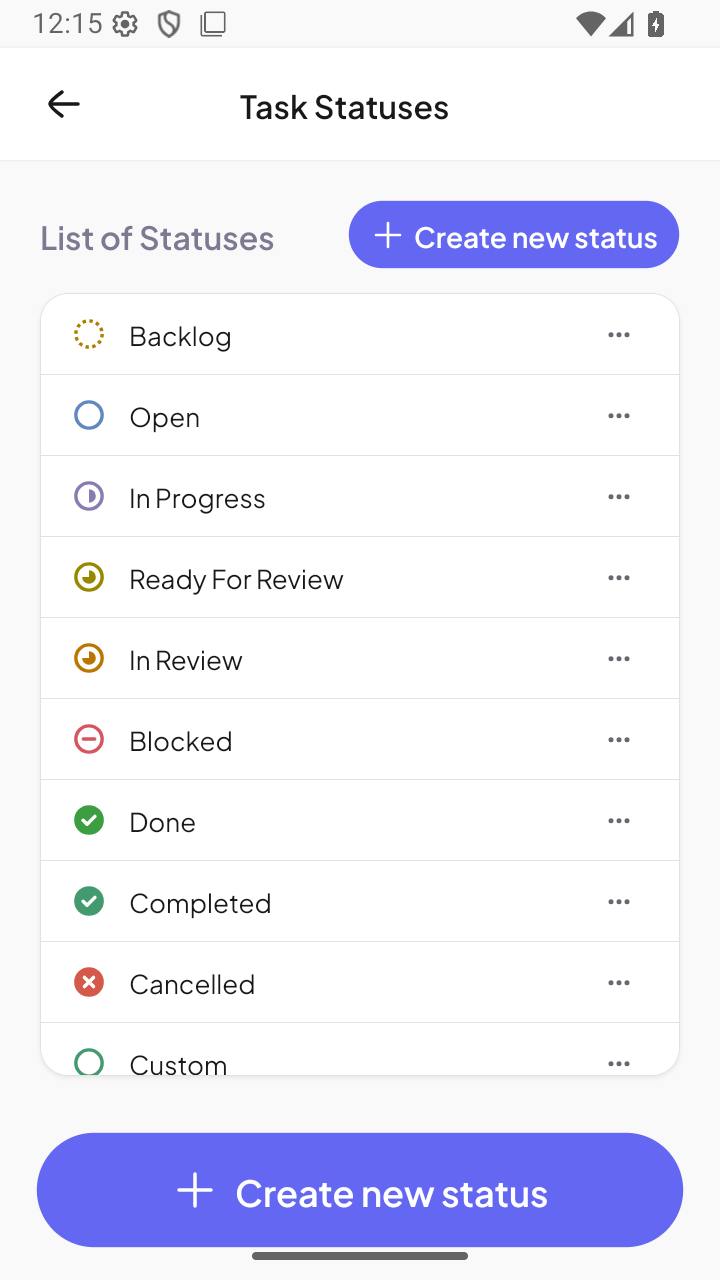 12:15
Task Statuses
List of Statuses
Create new status
Backlog
Open
In Progress
Ready For Review
In Review
Blocked
Done
Completed
Cancelled
Custom
Create new status